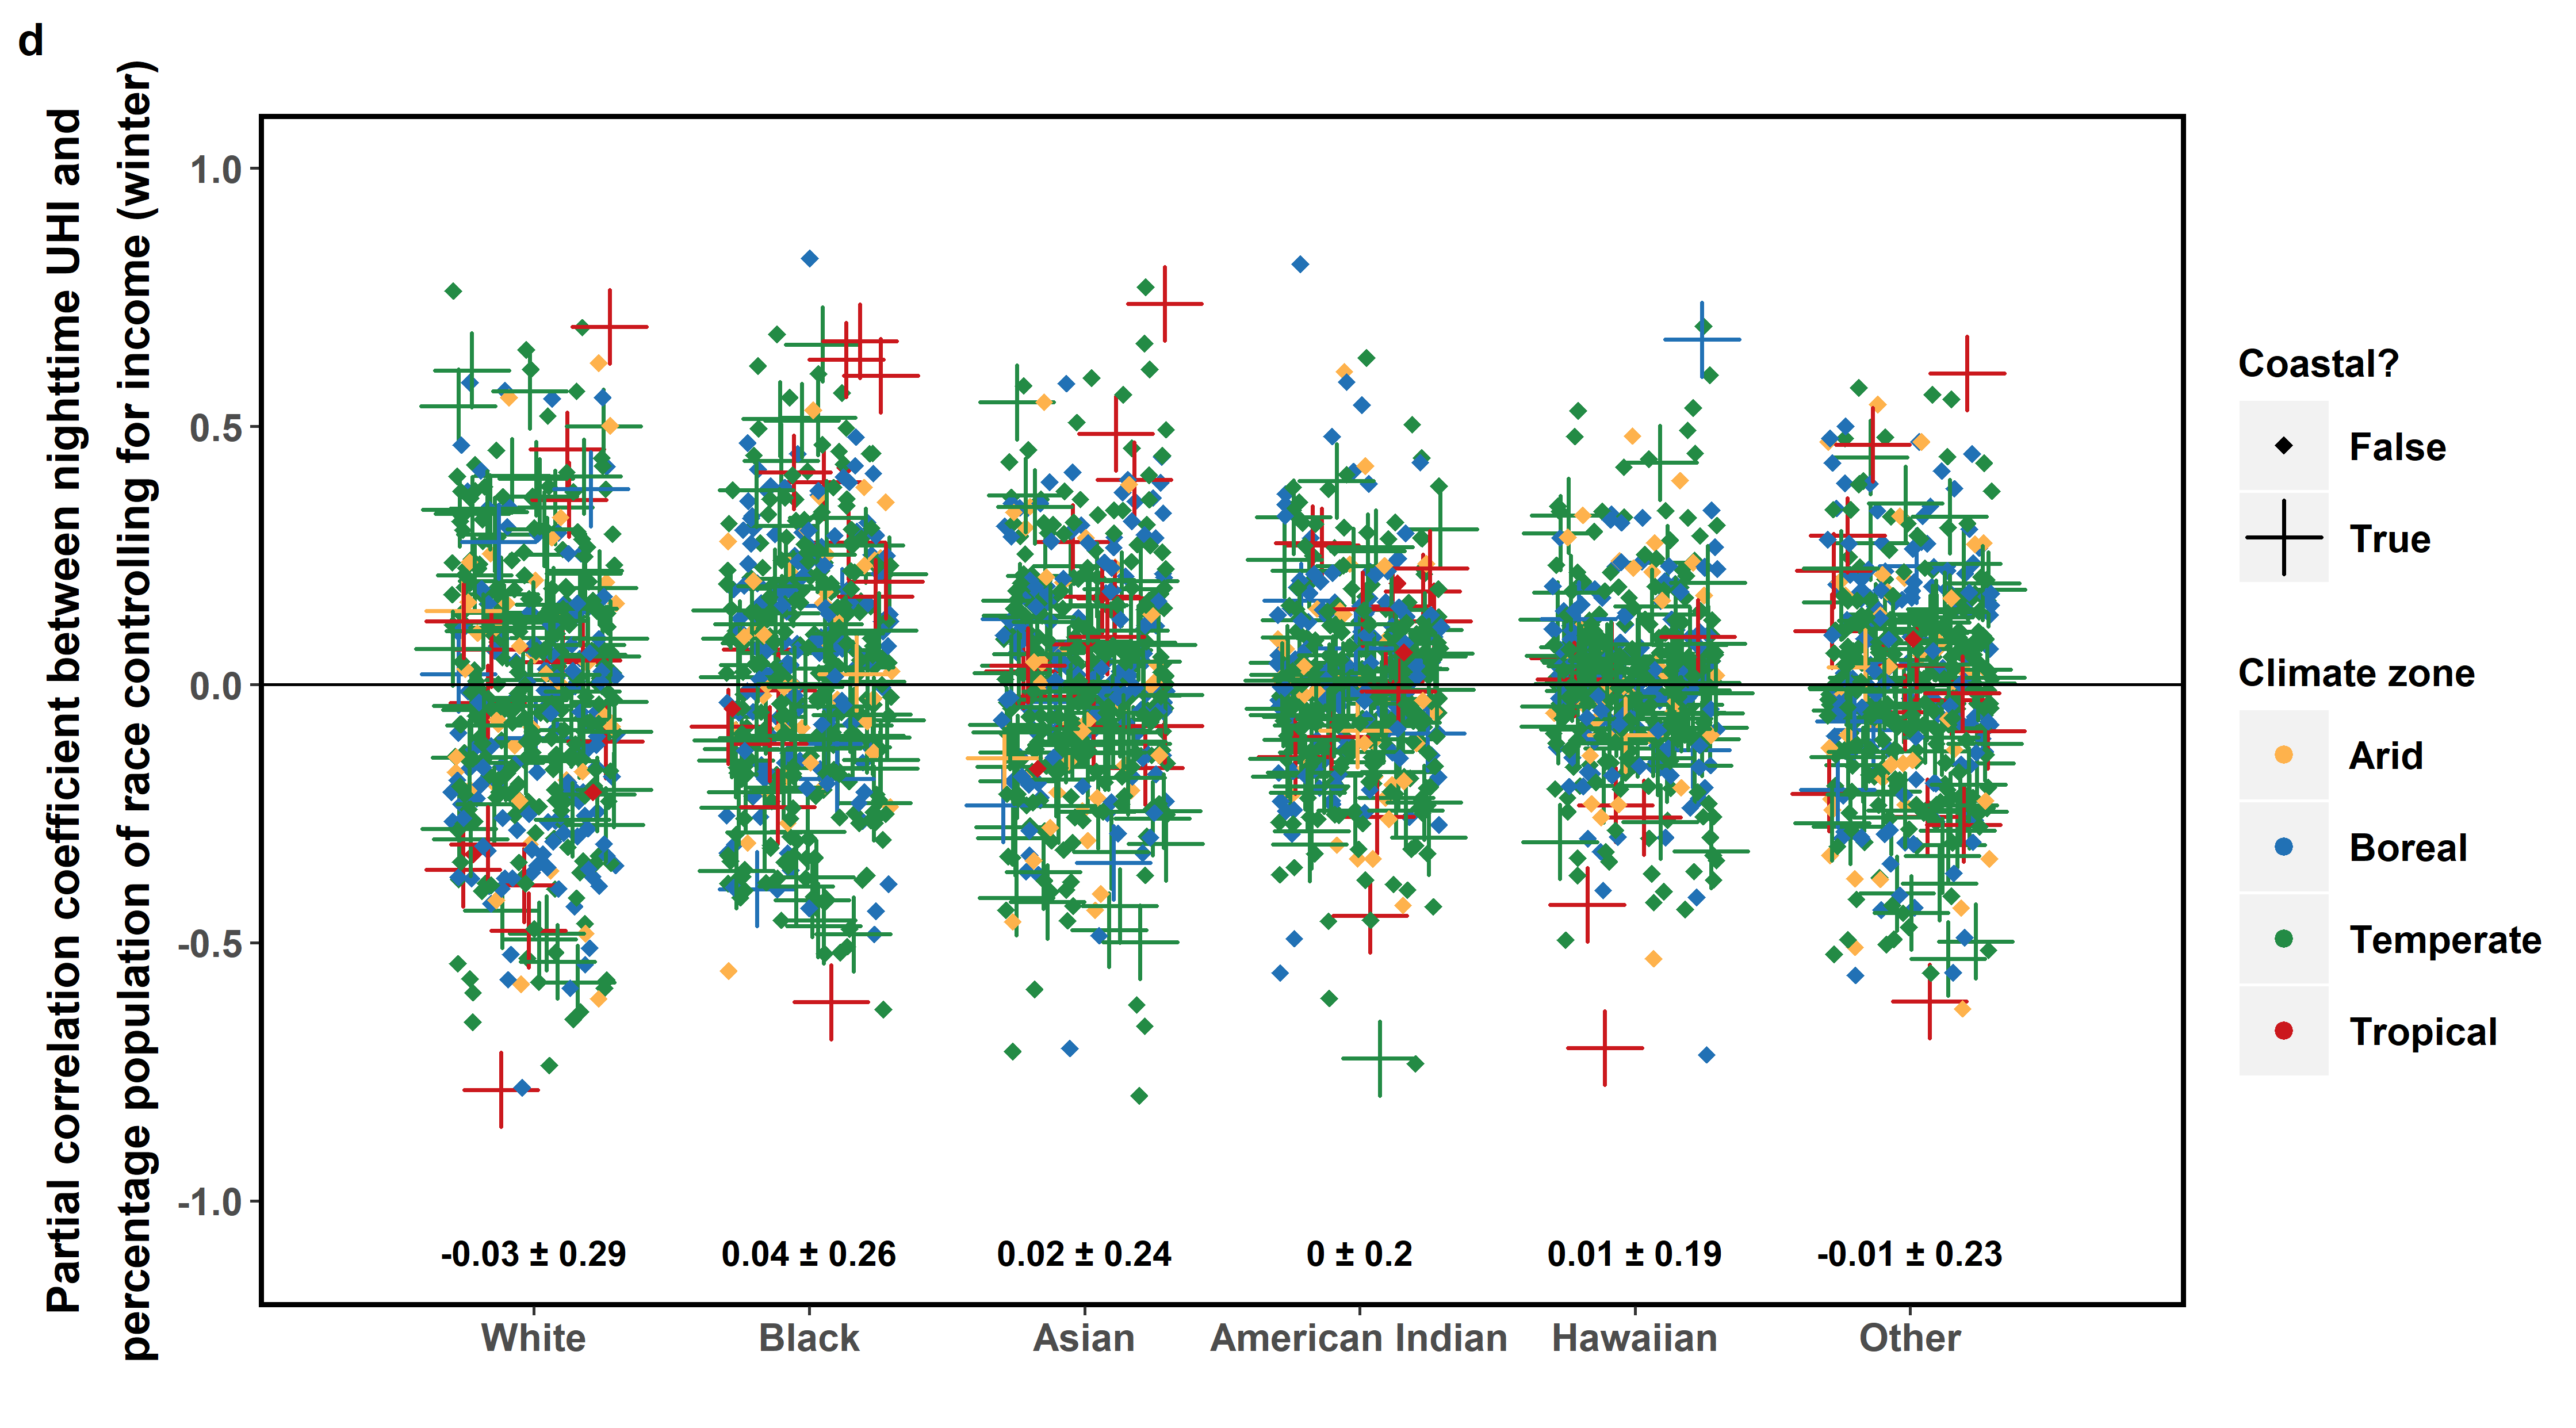 d
Partial correlation coefficient between nighttime UHI and
percentage population of race controlling for income (winter)
1.0
0.5
0.0
-0.5
-1.0
-0.03 ± 0.29
0.04 ± 0.26
0.02 ± 0.24
0 ± 0.2
0.01 ± 0.19
-0.01 ± 0.23
White
Black
Asian
American Indian
Hawaiian
Other
Coastal?
False
True
Climate zone
Arid
Boreal
Temperate
Tropical